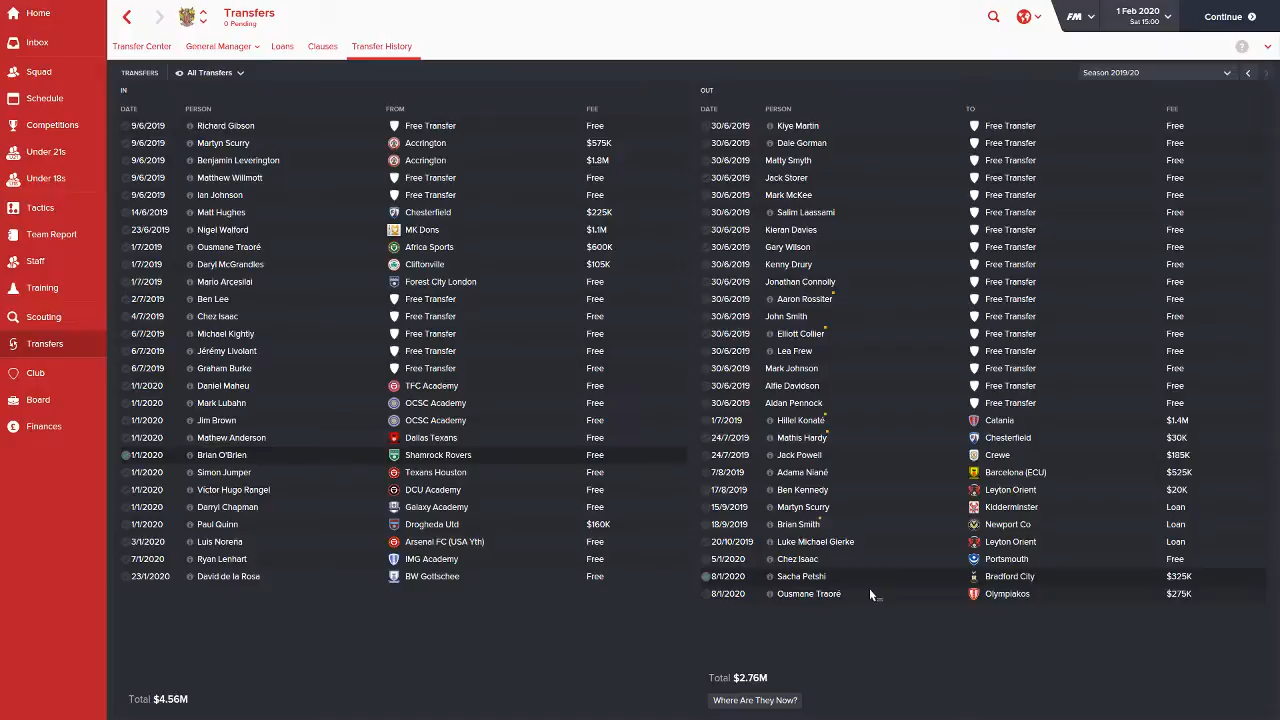 Home
Inbox
Squad
Schedule
Competitions
Under 21s
Under 18s
Tactics
Team Report
Staff
Training
Scouting
Transfers
Club
Board
Finances
Transfers
0 Pending
FM
1 Feb 2020
Sat 15:00
Continue
Transfer Center General Manager Loans Clauses Transfer History
TRANSFERS All Transfers
Season 2019/20
IN
DATE PERSON FROM FEE
9/6/2019 Richard Gibson Free Transfer Free
9/6/2019 Martyn Scurry Accrington $575K
9/6/2019 Benjamin Leverington Accrington $1.8M
9/6/2019 Matthew Willmott Free Transfer Free
9/6/2019 Ian Johnson Free Transfer Free
14/6/2019 Matt Hughes Chesterfield $225K
23/6/2019 Nigel Walford MK Dons $1.1M
1/7/2019 Ousmane Traoré Africa Sports $600K
1/7/2019 Daryl McGrandles Cliftonville $105K
1/7/2019 Mario Arcesilai Forest City London Free
2/7/2019 Ben Lee Free Transfer Free
4/7/2019 Chez Isaac Free Transfer Free
6/7/2019 Michael Kightly Free Transfer Free
6/7/2019 Jérémy Livolant Free Transfer Free
6/7/2019 Graham Burke Free Transfer Free
1/1/2020 Daniel Maheu TFC Academy Free
1/1/2020 Mark Lubahn OCSC Academy Free
1/1/2020 Jim Brown OCSC Academy Free
1/1/2020 Mathew Anderson Dallas Texans Free
1/1/2020 Brian O'Brien Shamrock Rovers Free
1/1/2020 Simon Jumper Texans Houston Free
1/1/2020 Victor Hugo Rangel DCU Academy Free
1/1/2020 Darryl Chapman Galaxy Academy Free
1/1/2020 Paul Quinn Drogheda Utd $160K
3/1/2020 Luis Norena Arsenal FC (USA Yth) Free
7/1/2020 Ryan Lenhart IMG Academy Free
23/1/2020 David de la Rosa BW Gottschee Free
Total $4.56M
OUT
DATE PERSON TO FEE
30/6/2019 Kiye Martin Free Transfer Free
30/6/2019 Dale Gorman Free Transfer Free
30/6/2019 Matty Smyth Free Transfer Free
30/6/2019 Jack Storer Free Transfer Free
30/6/2019 Mark McKee Free Transfer Free
30/6/2019 Salim Laassami Free Transfer Free
30/6/2019 Kieran Davies Free Transfer Free
30/6/2019 Gary Wilson Free Transfer Free
30/6/2019 Kenny Drury Free Transfer Free
30/6/2019 Jonathan Connolly Free Transfer Free
30/6/2019 Aaron Rossiter Free Transfer Free
30/6/2019 John Smith Free Transfer Free
30/6/2019 Elliott Collier Free Transfer Free
30/6/2019 Lea Frew Free Transfer Free
30/6/2019 Mark Johnson Free Transfer Free
30/6/2019 Alfie Davidson Free Transfer Free
30/6/2019 Aidan Pennock Free Transfer Free
1/7/2019 Hillel Konaté Catania $1.4M
24/7/2019 Mathis Hardy Chesterfield $30K
24/7/2019 Jack Powell Crewe $185K
7/8/2019 Adama Niané Barcelona (ECU) $525K
17/8/2019 Ben Kennedy Leyton Orient $20K
15/9/2019 Martyn Scurry Kidderminster Loan
18/9/2019 Brian Smith Newport Co Loan
20/10/2019 Luke Michael Gierke Leyton Orient Loan
5/1/2020 Chez Isaac Portsmouth Free
8/1/2020 Sacha Petshi Bradford City $325K
8/1/2020 Ousmane Traoré Olympiakos $275K
Total $2.76M
Where Are They Now?